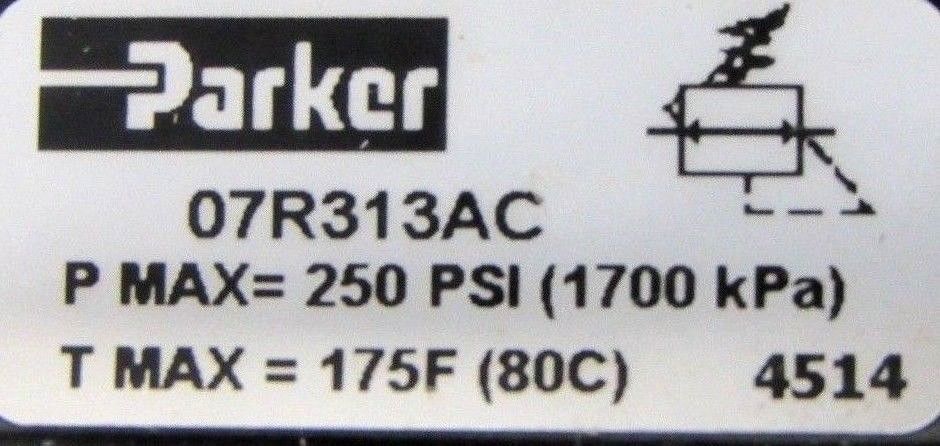 Parker
07R313AC
P MAX= 250 PSI (1700 kPa)
T MAX = 175F (80C) 4514